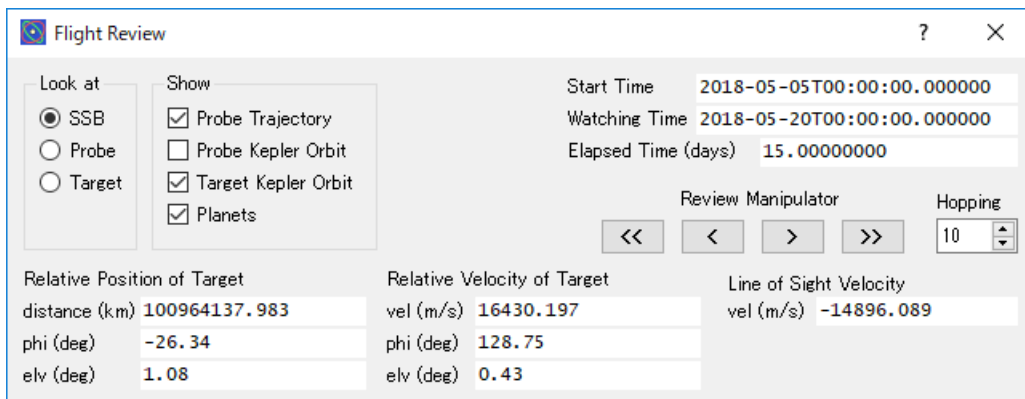 Flight Review ?
Look at
SSB
Probe
Target
Show
Probe Trajectory
Probe Kepler Orbit
Target Kepler Orbit
Planets
Start Time 2018-05-05T00:00:00.000000
Watching Time 2018-05-20T00:00:00.000000
Elapsed Time (days) 15.00000000
Review Manipulator
<< < > >>
Hopping
10
Relative Position of Target
distance (km) 100964137.983
phi (deg) -26.34
elv (deg) 1.08
Relative Velocity of Target
vel (m/s) 16430.197
phi (deg) 128.75
elv (deg) 0.43
Line of Sight Velocity
vel (m/s) -14896.089